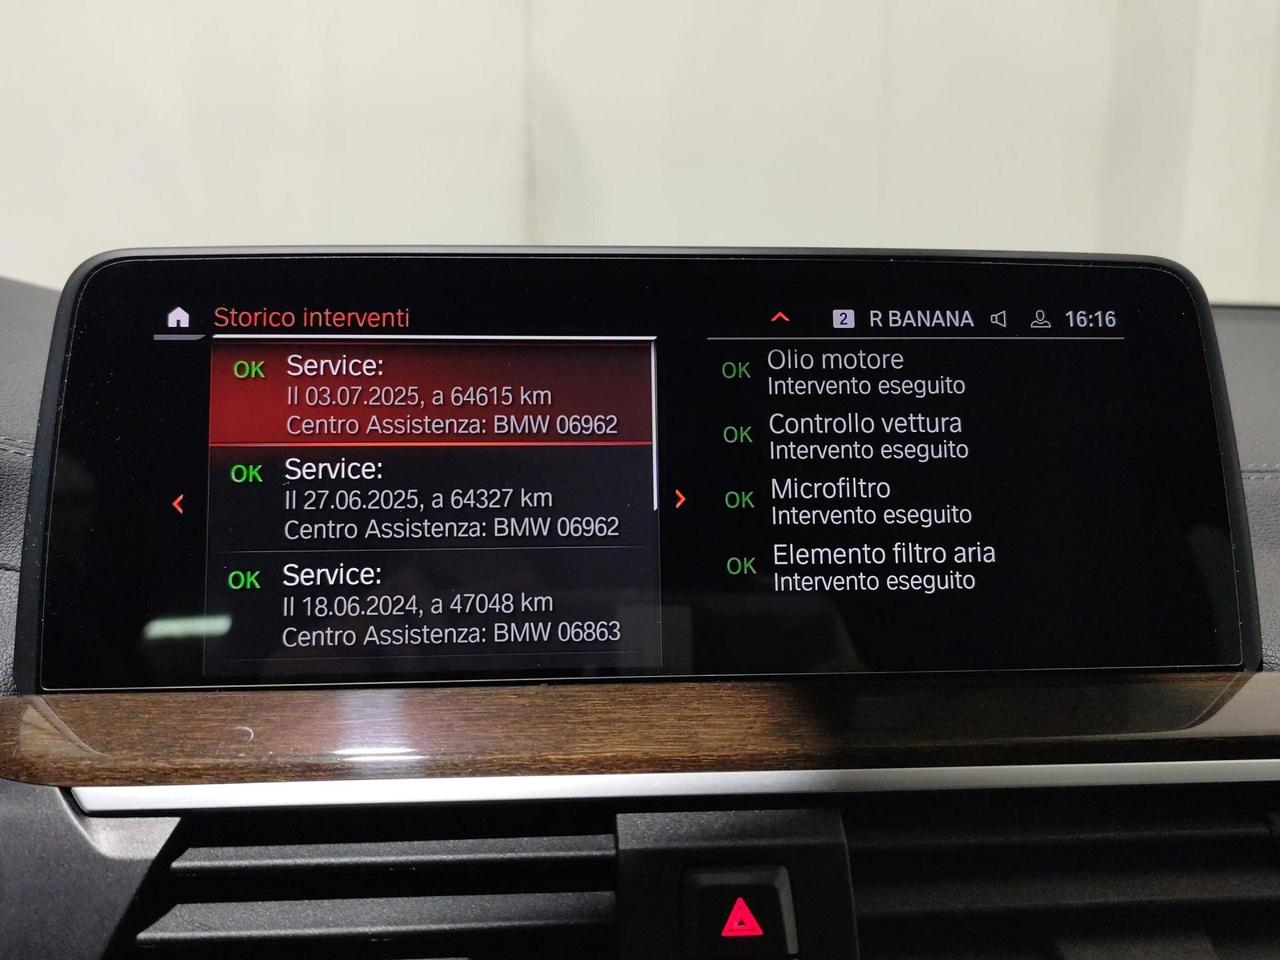 Storico interventi
2 R BANANA 16:16
OK Service:
Il 03.07.2025, a 64615 km
Centro Assistenza: BMW 06962
OK Service:
Il 27.06.2025, a 64327 km
Centro Assistenza: BMW 06962
OK Service:
Il 18.06.2024, a 47048 km
Centro Assistenza: BMW 06863
OK Olio motore
Intervento eseguito
OK Controllo vettura
Intervento eseguito
OK Microfiltro
Intervento eseguito
OK Elemento filtro aria
Intervento eseguito